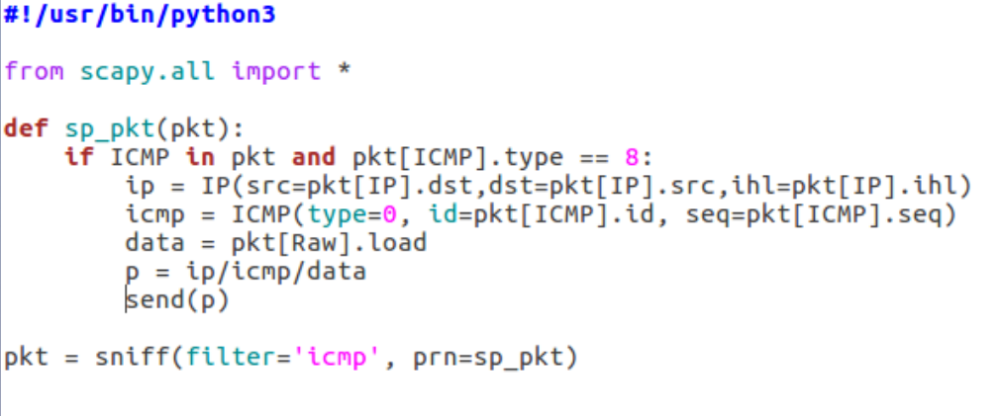 #!/usr/bin/python3
from scapy.all import *
def sp_pkt(pkt):
    if ICMP in pkt and pkt[ICMP].type == 8:
        ip = IP(src=pkt[IP].dst,dst=pkt[IP].src,ihl=pkt[IP].ihl)
        icmp = ICMP(type=0, id=pkt[ICMP].id, seq=pkt[ICMP].seq)
        data = pkt[Raw].load
        p = ip/icmp/data
        send(p)
pkt = sniff(filter='icmp', prn=sp_pkt)